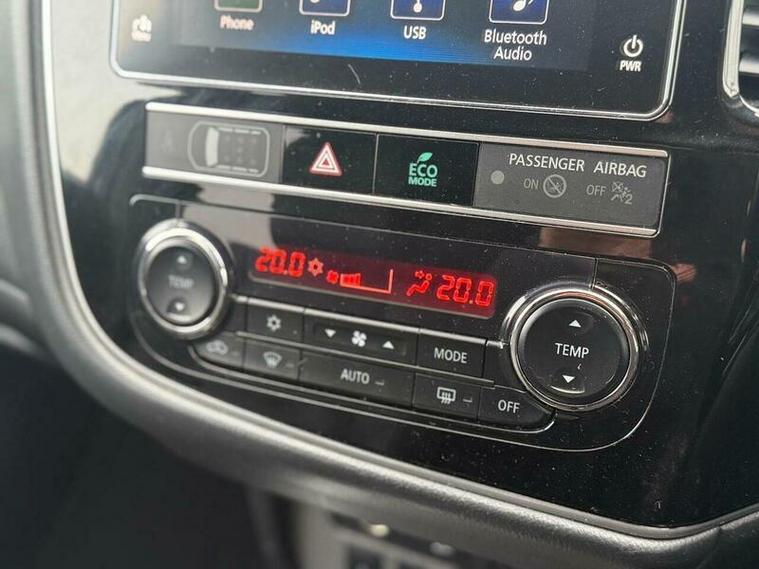 Phone
iPod
USB
Bluetooth
Audio
PWR
ECO
MODE
PASSENGER AIRBAG
ON OFF
2
20.0 20.0
TEMP
TEMP
MODE
AUTO
OFF